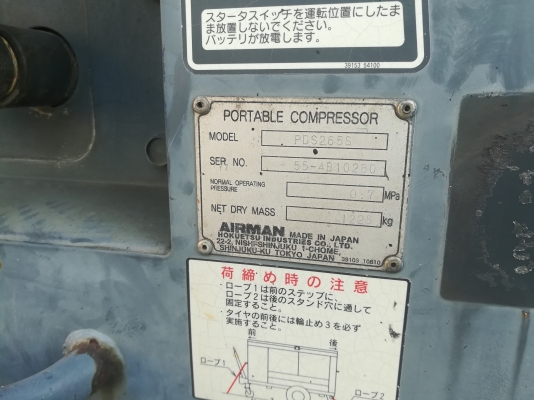 スタータスイッチを運転位置にしたま
ま放置しないでください。
バッテリが放電します。
39153 04100
PORTABLE COMPRESSOR
MODEL PDS265S
SER. NO.
NORMAL OPERATING
PRESSURE 0.7 MPa
NET DRY MASS 1225 kg
AIRMAN MADE IN JAPAN
HOKUETSU INDUSTRIES CO., LTD.
22-2, NISHI-SHINJUKU 1-CHOME,
SHINJUKU-KU TOKYO JAPAN
荷締め時の注意
・ロープ1は前のステップに、
ロープ2は後のスタンド穴に通して
固定すること。
・タイヤの前後には輪止め3を必ず
実施すること。
前 後
ロープ1